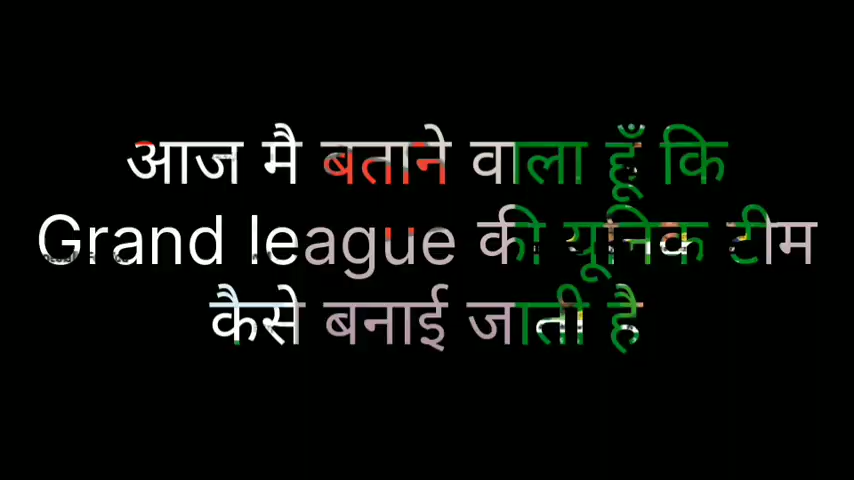 आज मै बताने वाला हूँ कि
Grand league की यूनिक टीम
कैसे बनाई जाती है